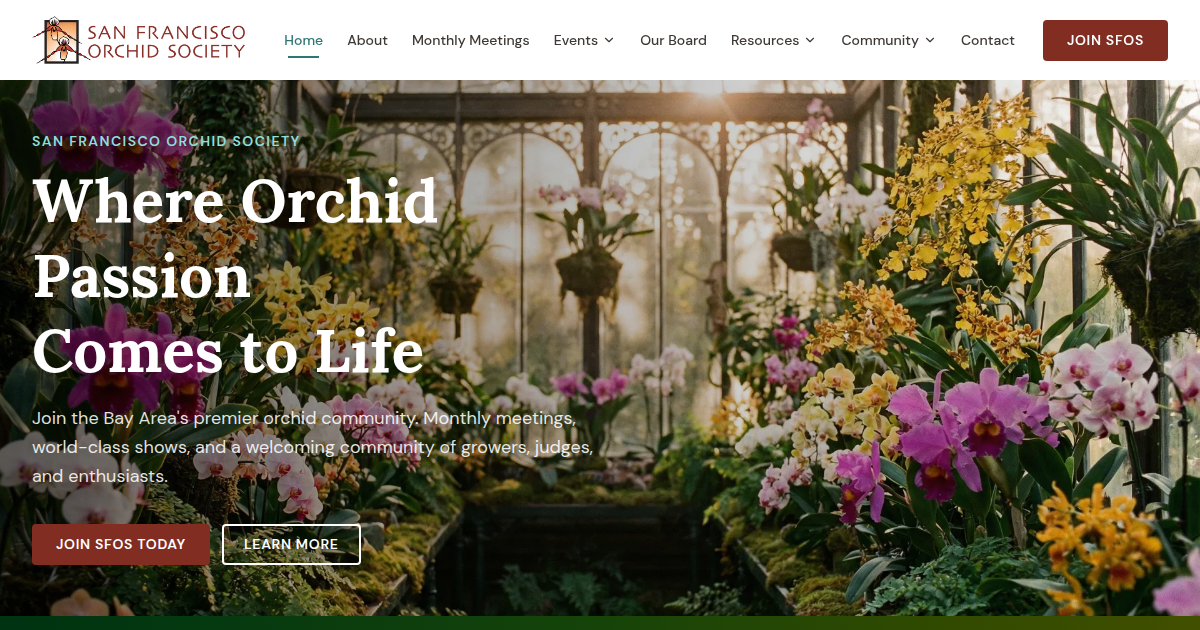 SAN FRANCISCO
ORCHID SOCIETY
Home
About
Monthly Meetings
Events
Our Board
Resources
Community
Contact
JOIN SFOS
SAN FRANCISCO ORCHID SOCIETY
Where Orchid
Passion
Comes to Life
Join the Bay Area's premier orchid community. Monthly meetings,
world-class shows, and a welcoming community of growers, judges,
and enthusiasts.
JOIN SFOS TODAY
LEARN MORE